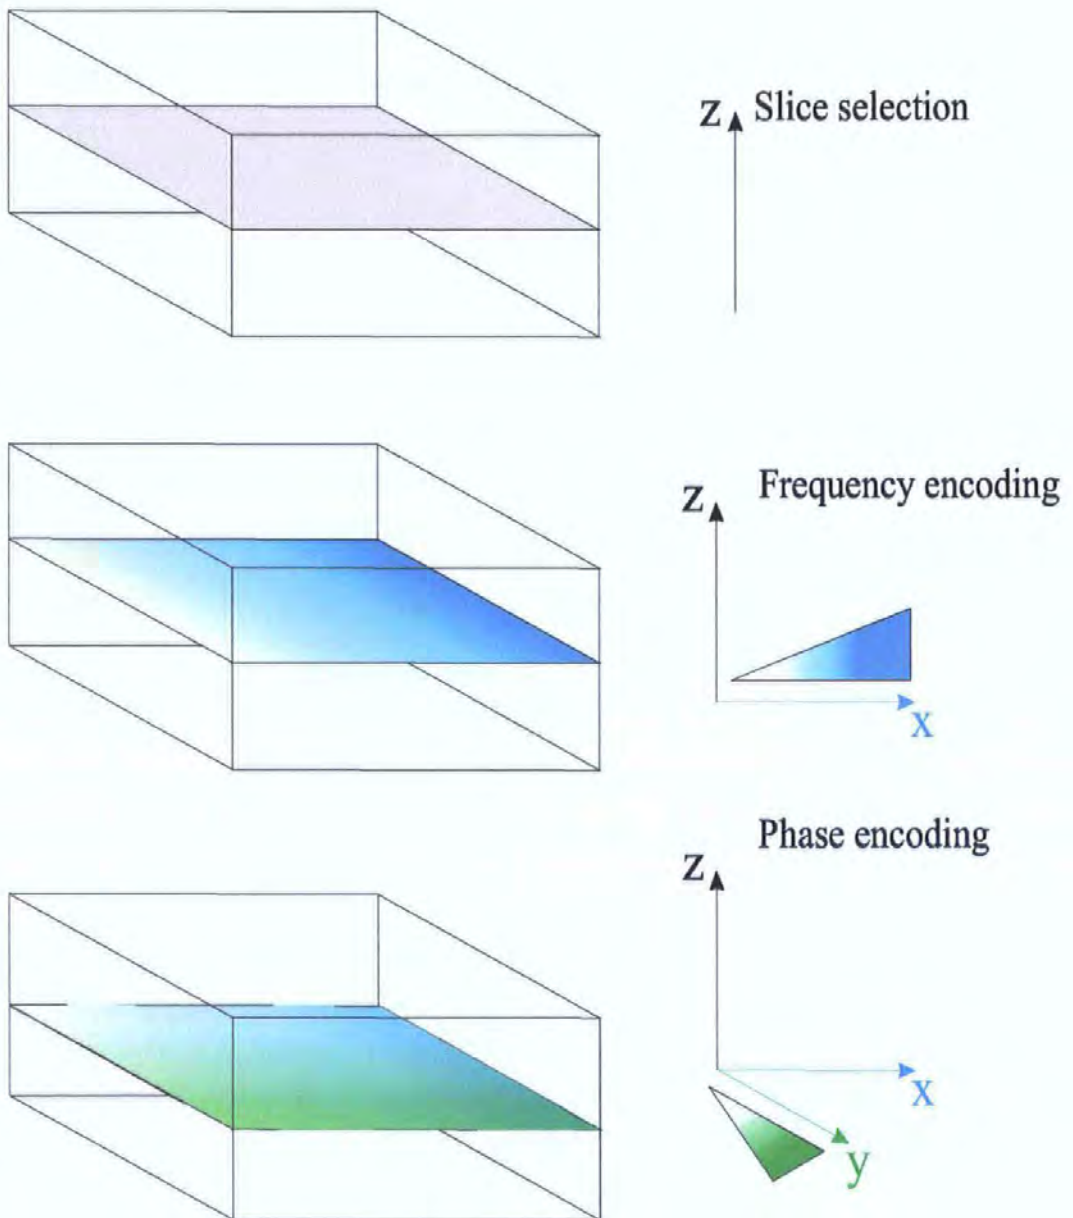 Z Slice selection
Frequency encoding
Z
X
Phase encoding
Z
X
y